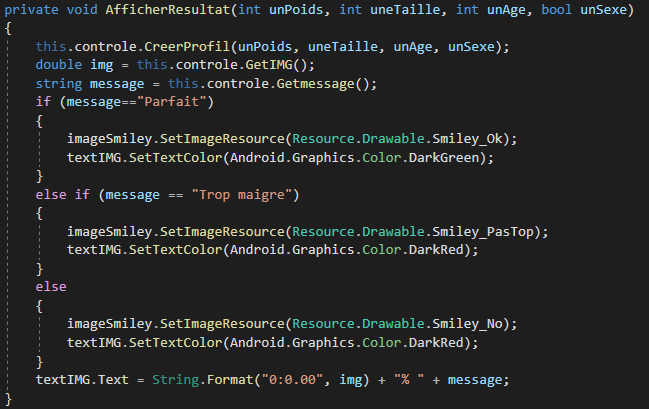 private void AfficherResultat(int unPoids, int uneTaille, int unAge, bool unSexe)
{
this.controle.CreerProfil(unPoids, uneTaille, unAge, unSexe);
double img = this.controle.GetIMG();
string message = this.controle.Getmessage();
if (message=="Parfait")
{
imageSmiley.SetImageResource(Resource.Drawable.Smiley_Ok);
textIMG.SetTextColor(Android.Graphics.Color.DarkGreen);
}
else if (message == "Trop maigre")
{
imageSmiley.SetImageResource(Resource.Drawable.Smiley_PasTop);
textIMG.SetTextColor(Android.Graphics.Color.DarkRed);
}
else
{
imageSmiley.SetImageResource(Resource.Drawable.Smiley_No);
textIMG.SetTextColor(Android.Graphics.Color.DarkRed);
}
textIMG.Text = String.Format("0:0.00", img) + "% " + message;
}